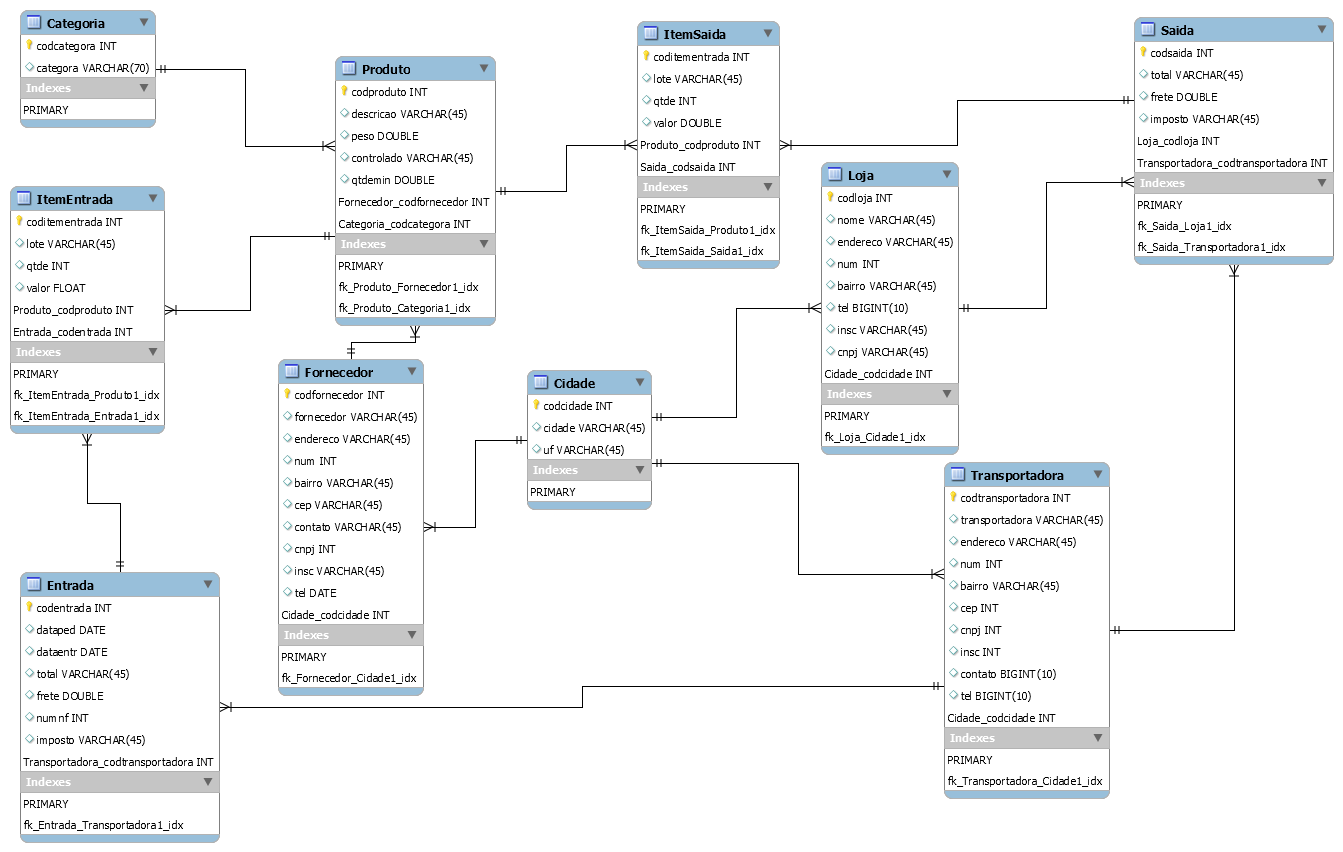 Categoria
codcategora INT
categora VARCHAR(70)
Indexes
PRIMARY
Produto
codproduto INT
descricao VARCHAR(45)
peso DOUBLE
controlado VARCHAR(45)
qtdemin DOUBLE
Fornecedor_codfornecedor INT
Categoria_codcategora INT
Indexes
PRIMARY
fk_Produto_Fornecedor1_idx
fk_Produto_Categoria1_idx
ItemSaida
coditementrada INT
lote VARCHAR(45)
qtde INT
valor DOUBLE
Produto_codproduto INT
Saida_codsaida INT
Indexes
PRIMARY
fk_ItemSaida_Produto1_idx
fk_ItemSaida_Saida1_idx
Saida
codsaida INT
total VARCHAR(45)
frete DOUBLE
imposto VARCHAR(45)
Loja_codloja INT
Transportadora_codtransportadora INT
Indexes
PRIMARY
fk_Saida_Loja1_idx
fk_Saida_Transportadora1_idx
ItemEntrada
coditementrada INT
lote VARCHAR(45)
qtde INT
valor FLOAT
Produto_codproduto INT
Entrada_codentrada INT
Indexes
PRIMARY
fk_ItemEntrada_Produto1_idx
fk_ItemEntrada_Entrada1_idx
Loja
codloja INT
nome VARCHAR(45)
endereco VARCHAR(45)
num INT
bairro VARCHAR(45)
tel BIGINT(10)
insc VARCHAR(45)
cnpj VARCHAR(45)
Cidade_codcidade INT
Indexes
PRIMARY
fk_Loja_Cidade1_idx
Fornecedor
codfornecedor INT
fornecedor VARCHAR(45)
endereco VARCHAR(45)
num INT
bairro VARCHAR(45)
cep VARCHAR(45)
contato VARCHAR(45)
cnpj INT
insc VARCHAR(45)
tel DATE
Cidade_codcidade INT
Indexes
PRIMARY
fk_Fornecedor_Cidade1_idx
Cidade
codcidade INT
cidade VARCHAR(45)
uf VARCHAR(45)
Indexes
PRIMARY
Transportadora
codtransportadora INT
transportadora VARCHAR(45)
endereco VARCHAR(45)
num INT
bairro VARCHAR(45)
cep INT
cnpj INT
insc INT
contato BIGINT(10)
tel BIGINT(10)
Cidade_codcidade INT
Indexes
PRIMARY
fk_Transportadora_Cidade1_idx
Entrada
codentrada INT
dataped DATE
dataentr DATE
total VARCHAR(45)
frete DOUBLE
numnf INT
imposto VARCHAR(45)
Transportadora_codtransportadora INT
Indexes
PRIMARY
fk_Entrada_Transportadora1_idx